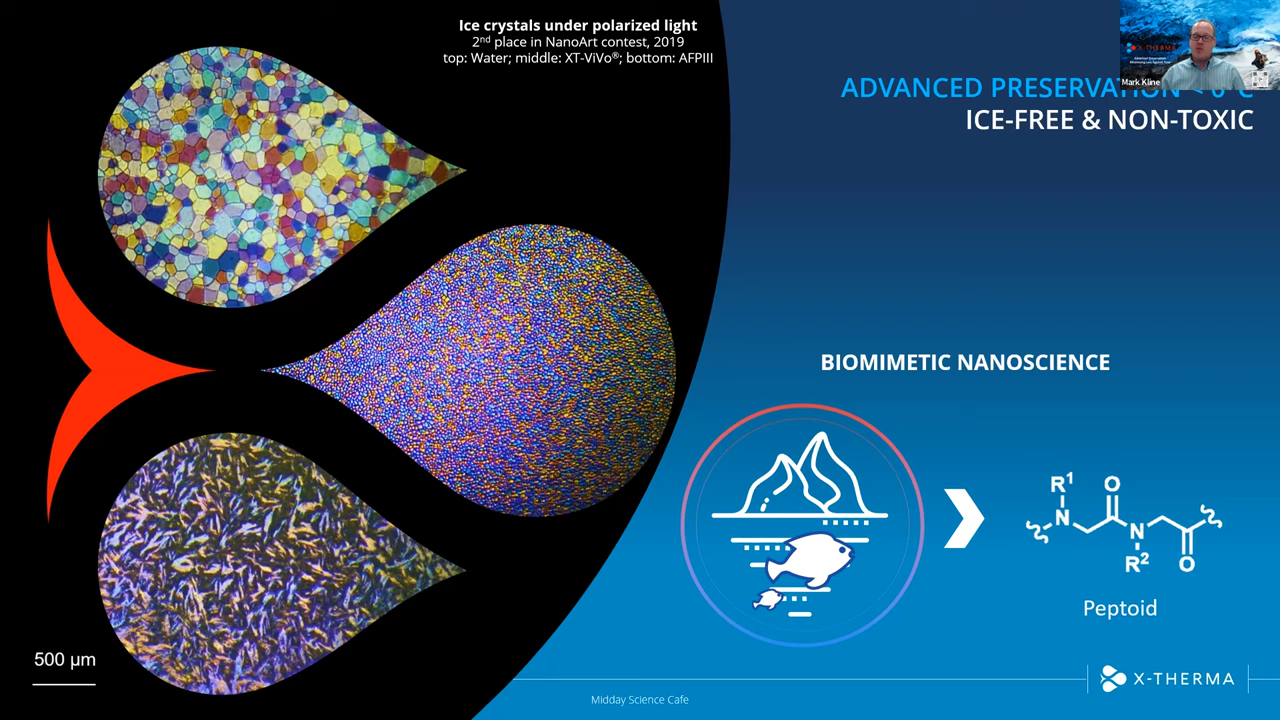 Ice crystals under polarized light
2nd place in NanoArt contest, 2019
top: Water; middle: XT-ViVo®; bottom: AFPIII
Mark Kline
ADVANCED PRESERVATION < 0°C
ICE-FREE & NON-TOXIC
BIOMIMETIC NANOSCIENCE
R1
O
N
N
R2
O
Peptoid
500 µm
X-THERMA
Midday Science Cafe